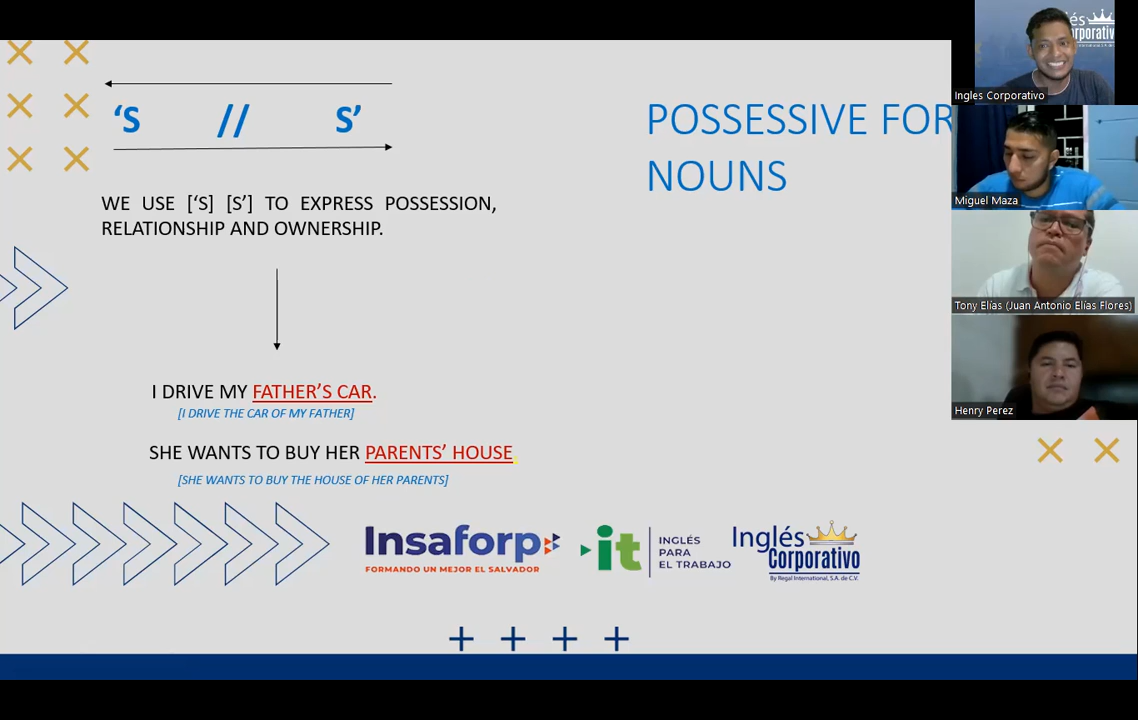 ‘S // S’
POSSESSIVE FOR
NOUNS
WE USE [‘S] [S’] TO EXPRESS POSSESSION,
RELATIONSHIP AND OWNERSHIP.
I DRIVE MY FATHER’S CAR.
[I DRIVE THE CAR OF MY FATHER]
SHE WANTS TO BUY HER PARENTS’ HOUSE.
[SHE WANTS TO BUY THE HOUSE OF HER PARENTS]
Insaforp
FORMANDO UN MEJOR EL SALVADOR
it
INGLÉS
PARA
EL TRABAJO
Inglés
Corporativo
By Regal International, S.A. de C.V.
Ingles Corporativo
Miguel Maza
Tony Elías (Juan Antonio Elías Flores)
Henry Perez